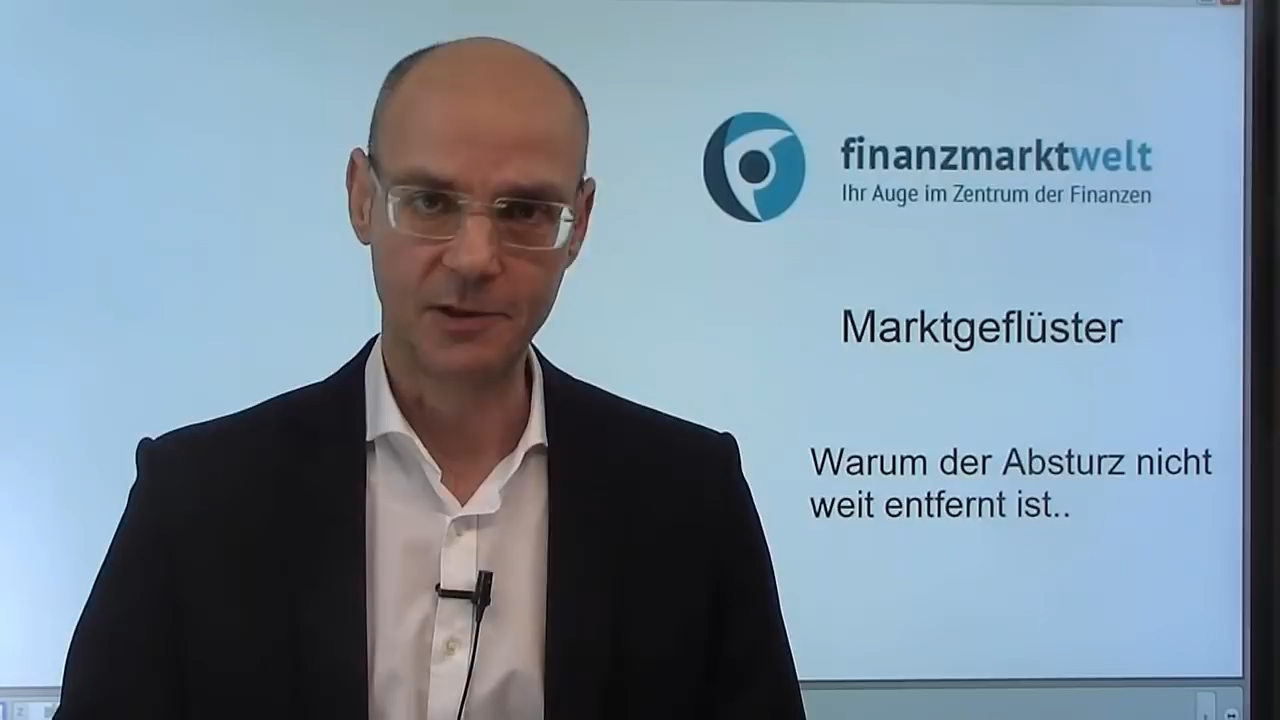 finanzmarktwelt
Ihr Auge im Zentrum der Finanzen
Marktgeflüster
Warum der Absturz nicht
weit entfernt ist..